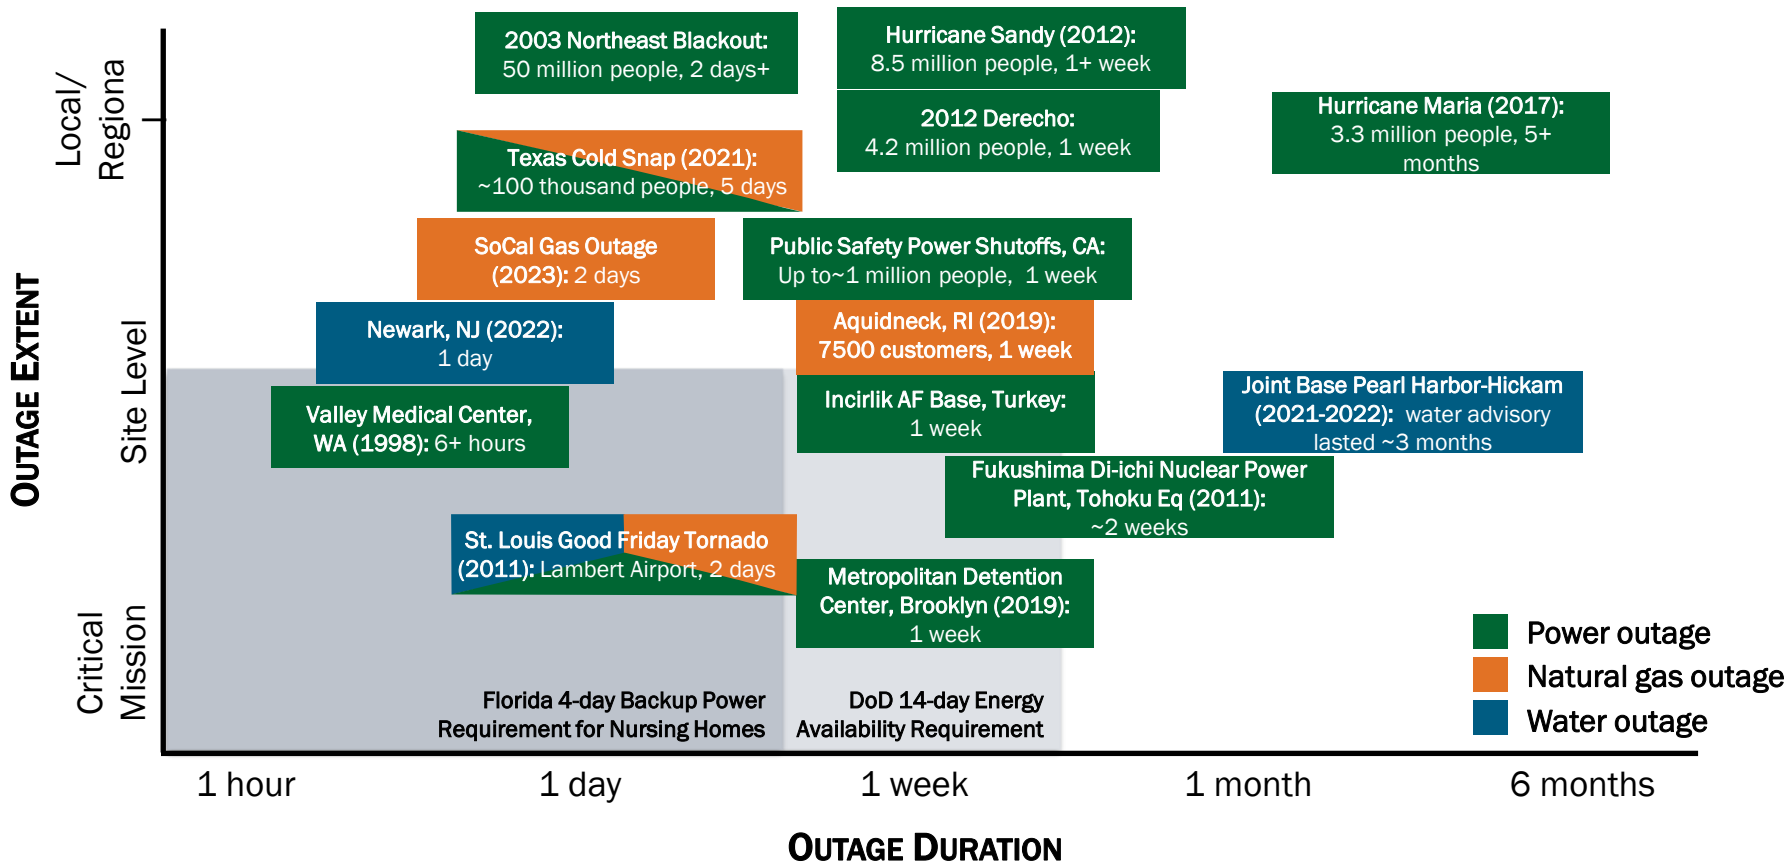 2003 Northeast Blackout:
50 million people, 2 days+
Hurricane Sandy (2012):
8.5 million people, 1+ week
2012 Derecho:
4.2 million people, 1 week
Hurricane Maria (2017):
3.3 million people, 5+
months
Local/
Regiona
Texas Cold Snap (2021):
~100 thousand people, 5 days
SoCal Gas Outage
(2023): 2 days
Public Safety Power Shutoffs, CA:
Up to~1 million people, 1 week
Newark, NJ (2022):
1 day
Aquidneck, RI (2019):
7500 customers, 1 week
OUTAGE EXTENT
Site Level
Valley Medical Center,
WA (1998): 6+ hours
Incirlik AF Base, Turkey:
1 week
Joint Base Pearl Harbor-Hickam
(2021-2022): water advisory
lasted ~3 months
Fukushima Di-ichi Nuclear Power
Plant, Tohoku Eq (2011):
~2 weeks
St. Louis Good Friday Tornado
(2011): Lambert Airport, 2 days
Metropolitan Detention
Center, Brooklyn (2019):
1 week
Critical
Mission
Florida 4-day Backup Power
Requirement for Nursing Homes
DoD 14-day Energy
Availability Requirement
Power outage
Natural gas outage
Water outage
1 hour
1 day
1 week
1 month
6 months
OUTAGE DURATION